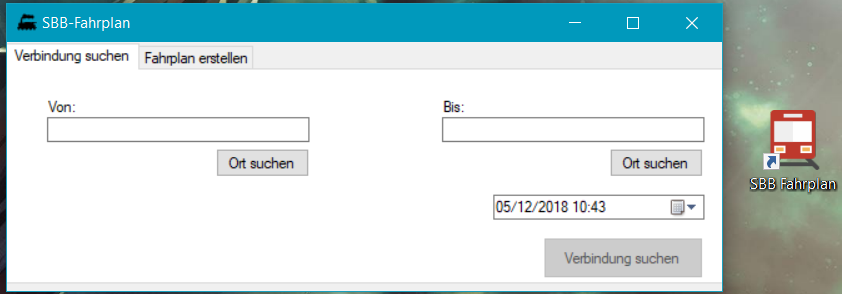 SBB-Fahrplan
Verbindung suchen
Fahrplan erstellen
Von:
Bis:
Ort suchen
Ort suchen
SBB Fahrplan
05/12/2018 10:43
Verbindung suchen